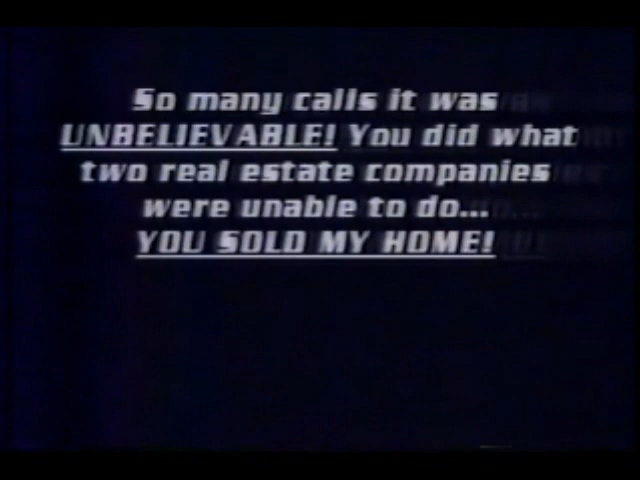 So many calls it was
UNBELIEVABLE! You did what
two real estate companies
were unable to do...
YOU SOLD MY HOME!